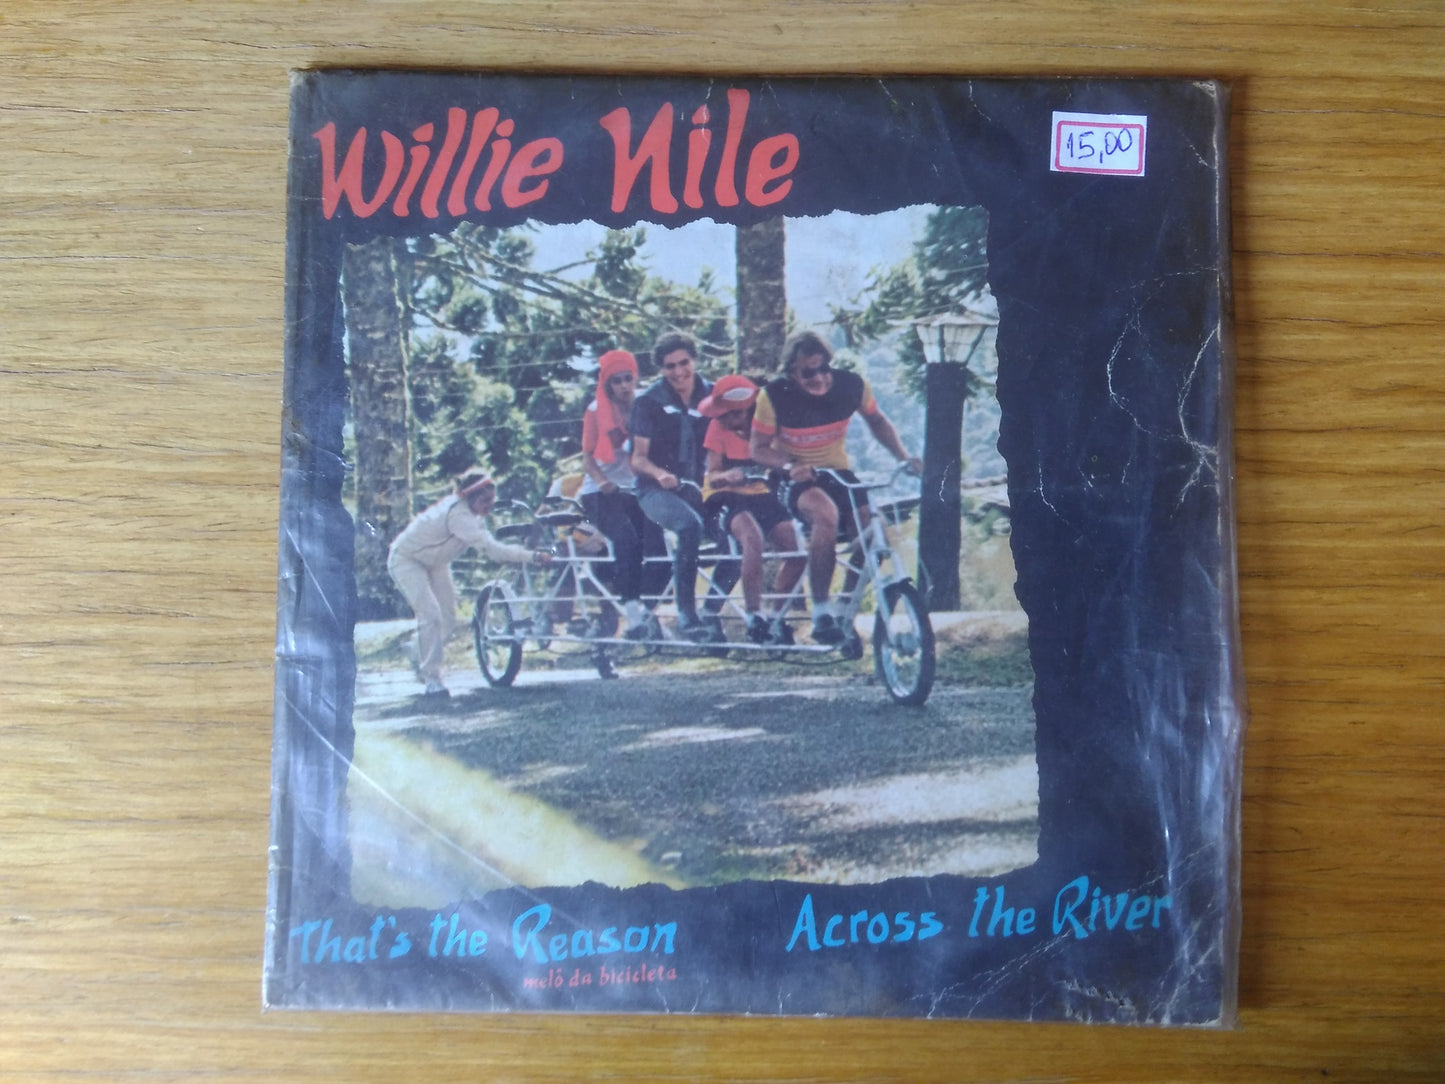 Willie Nile
15,00
That's the Reason
melô da bicicleta
Across the River